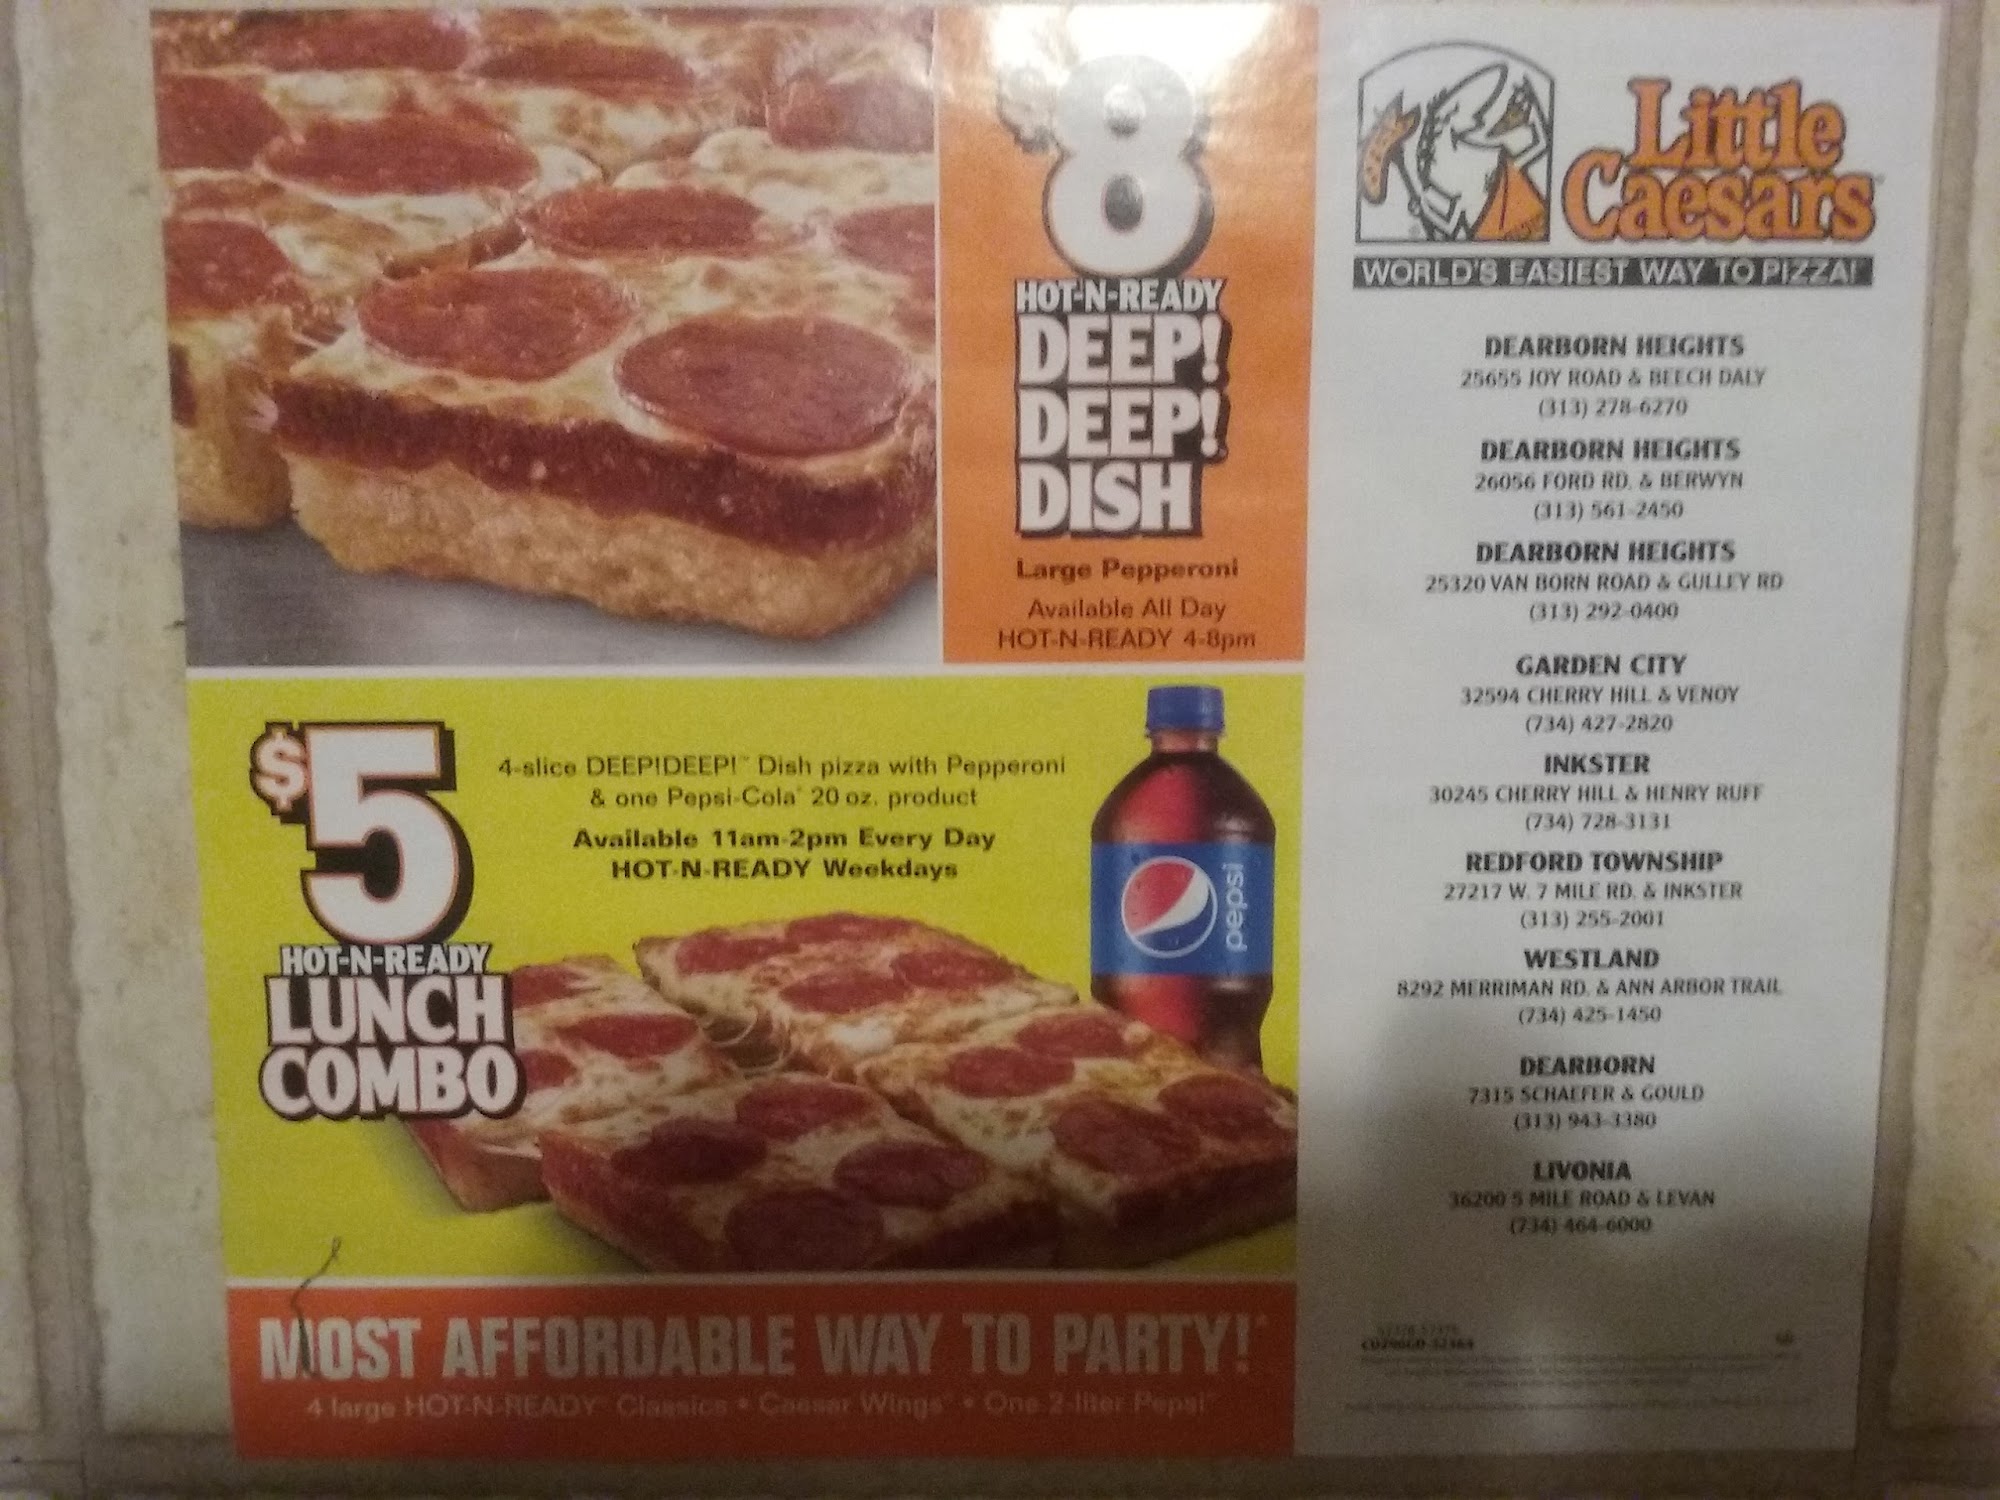 $8
HOT-N-READY
DEEP!
DEEP!
DISH
Large Pepperoni
Available All Day
HOT-N-READY 4-8pm
$5
HOT-N-READY
LUNCH
COMBO
4-slice DEEP!DEEP!™ Dish pizza with Pepperoni
& one Pepsi-Cola® 20 oz. product
Available 11am-2pm Every Day
HOT-N-READY Weekdays
pepsi
MOST AFFORDABLE WAY TO PARTY!
4 large HOT-N-READY® Classics • Caesar Wings® • One 2-liter Pepsi®
Little
Caesars
WORLD'S EASIEST WAY TO PIZZA!
DEARBORN HEIGHTS
25655 JOY ROAD & BEECH DALY
(313) 278-6270
DEARBORN HEIGHTS
26056 FORD RD. & BERWYN
(313) 561-2450
DEARBORN HEIGHTS
25320 VAN BORN ROAD & GULLEY RD
(313) 292-0400
GARDEN CITY
32594 CHERRY HILL & VENOY
(734) 427-2820
INKSTER
30245 CHERRY HILL & HENRY RUFF
(734) 728-3131
REDFORD TOWNSHIP
27217 W. 7 MILE RD. & INKSTER
(313) 255-2001
WESTLAND
8292 MERRIMAN RD. & ANN ARBOR TRAIL
(734) 425-1450
DEARBORN
7315 SCHAEFER & GOULD
(313) 943-3380
LIVONIA
36200 5 MILE ROAD & LEVAN
(734) 464-6000